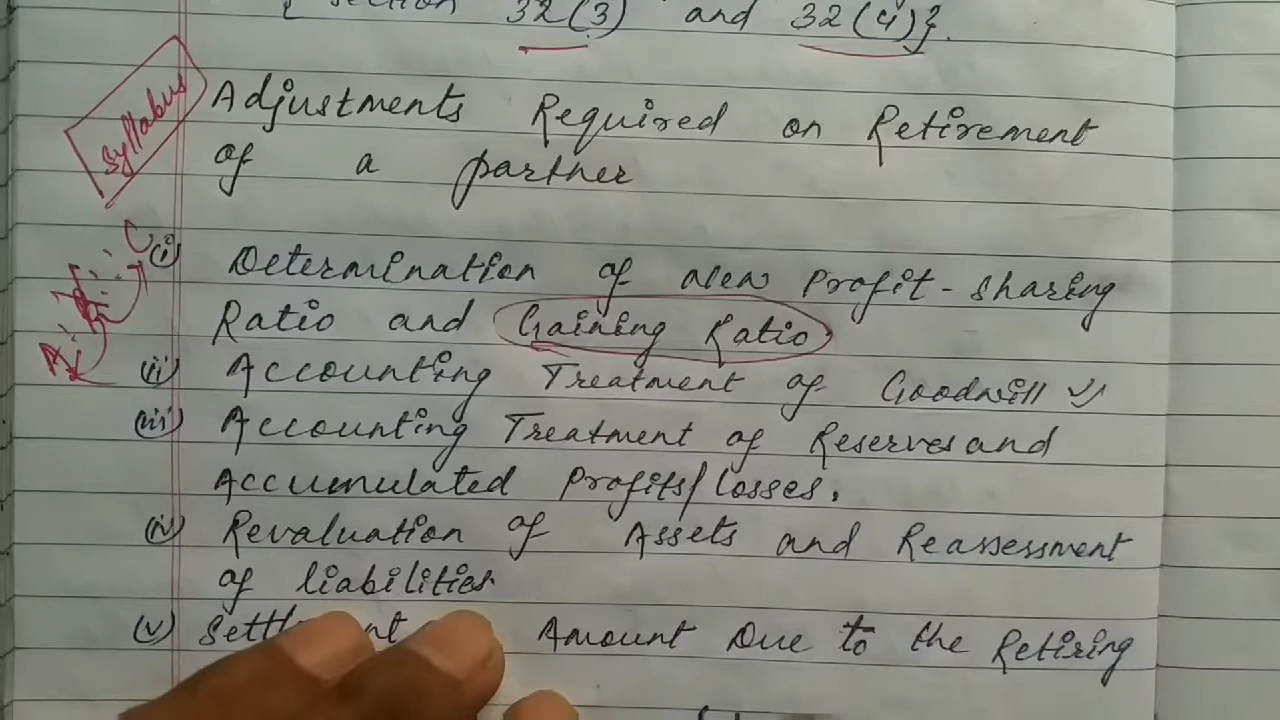 { section 32(3) and 32(4)}.
Syllabus
Adjustments Required on Retirement
of a partner
(i) Determination of New Profit-sharing
Ratio and Gaining Ratio
(ii) Accounting Treatment of Goodwill
(iii) Accounting Treatment of Reserves and
Accumulated Profits/Losses.
(iv) Revaluation of Assets and Reassessment
of liabilities
(v) Amount Due to the Retiring